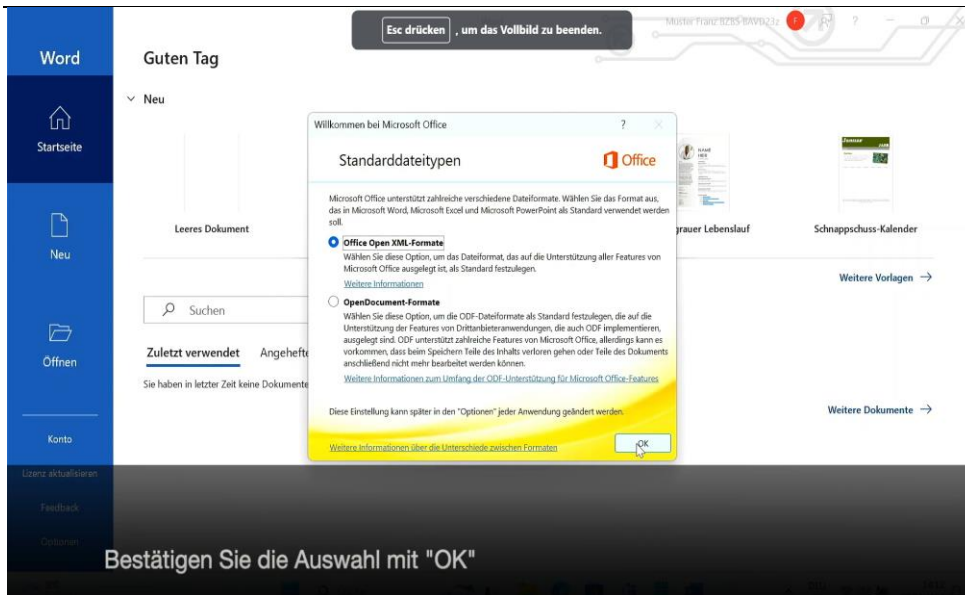 Esc drücken , um das Vollbild zu beenden.
Muster Franz BZBS-BAVD23z F ?
Word
Guten Tag
Neu
Startseite
Willkommen bei Microsoft Office ?
Standarddateitypen
Office
Microsoft Office unterstützt zahlreiche verschiedene Dateiformate. Wählen Sie das Format aus,
das in Microsoft Word, Microsoft Excel und Microsoft PowerPoint als Standard verwendet werden
soll.
Office Open XML-Formate
Wählen Sie diese Option, um das Dateiformat, das auf die Unterstützung aller Features von
Microsoft Office ausgelegt ist, als Standard festzulegen.
Weitere Informationen
OpenDocument-Formate
Wählen Sie diese Option, um die ODF-Dateiformate als Standard festzulegen, die auf die
Unterstützung der Features von Drittanbieteranwendungen, die auch ODF implementieren,
ausgelegt sind. ODF unterstützt zahlreiche Features von Microsoft Office, allerdings kann es
vorkommen, dass beim Speichern Teile des Inhalts verloren gehen oder Teile des Dokuments
anschließend nicht mehr bearbeitet werden können.
Weitere Informationen zum Umfang der ODF-Unterstützung für Microsoft Office-Features
Diese Einstellung kann später in den "Optionen" jeder Anwendung geändert werden.
Weitere Informationen über die Unterschiede zwischen Formaten
OK
NAME
HERE
Januar
Leeres Dokument
grauer Lebenslauf
Schnappschuss-Kalender
Neu
Weitere Vorlagen
Suchen
Öffnen
Zuletzt verwendet Angehefte
Sie haben in letzter Zeit keine Dokumente
Weitere Dokumente
Konto
Lizenz aktualisieren
Feedback
Optionen
Bestätigen Sie die Auswahl mit "OK"